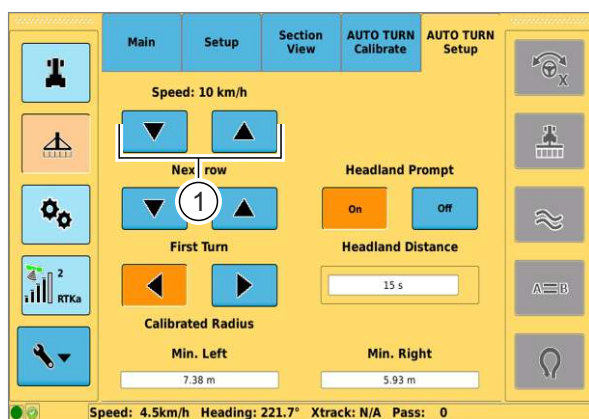 Main
Setup
Section
View
AUTO TURN
Calibrate
AUTO TURN
Setup
X
Speed: 10 km/h
1
Next row
Headland Prompt
On
Off
First Turn
Headland Distance
15 s
2
RTKa
A=B
Calibrated Radius
Min. Left
Min. Right
7.38 m
5.93 m
Speed: 4.5km/h Heading: 221.7° Xtrack: N/A Pass: 0